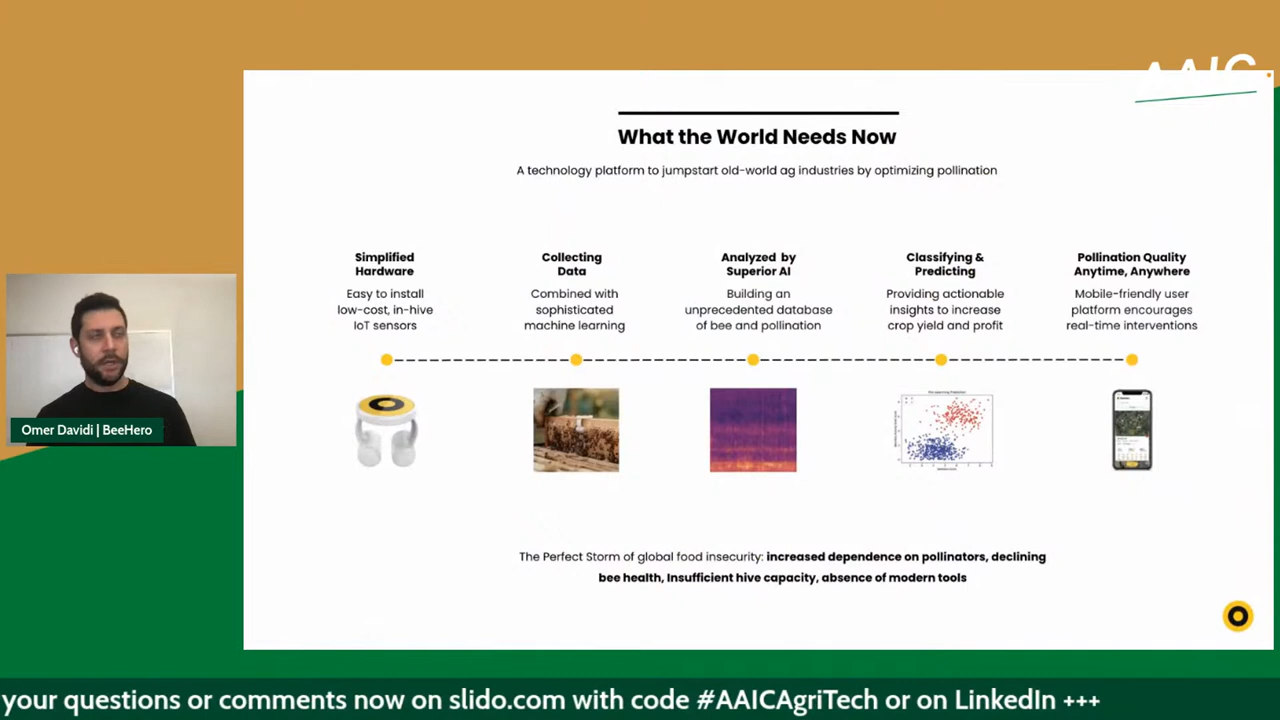 AAIC
What the World Needs Now
A technology platform to jumpstart old-world ag industries by optimizing pollination
Simplified
Hardware
Easy to install
low-cost, in-hive
IoT sensors
Collecting
Data
Combined with
sophisticated
machine learning
Analyzed by
Superior AI
Building an
unprecedented database
of bee and pollination
Classifying &
Predicting
Providing actionable
insights to increase
crop yield and profit
Pollination Quality
Anytime, Anywhere
Mobile-friendly user
platform encourages
real-time interventions
Omer Davidi | BeeHero
The Perfect Storm of global food insecurity: increased dependence on pollinators, declining
bee health, Insufficient hive capacity, absence of modern tools
your questions or comments now on slido.com with code #AAICAgriTech or on LinkedIn +++